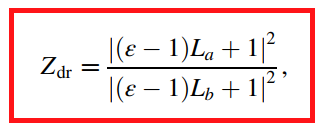 Z_dr = |(ε − 1)L_a + 1|² / |(ε − 1)L_b + 1|² ,